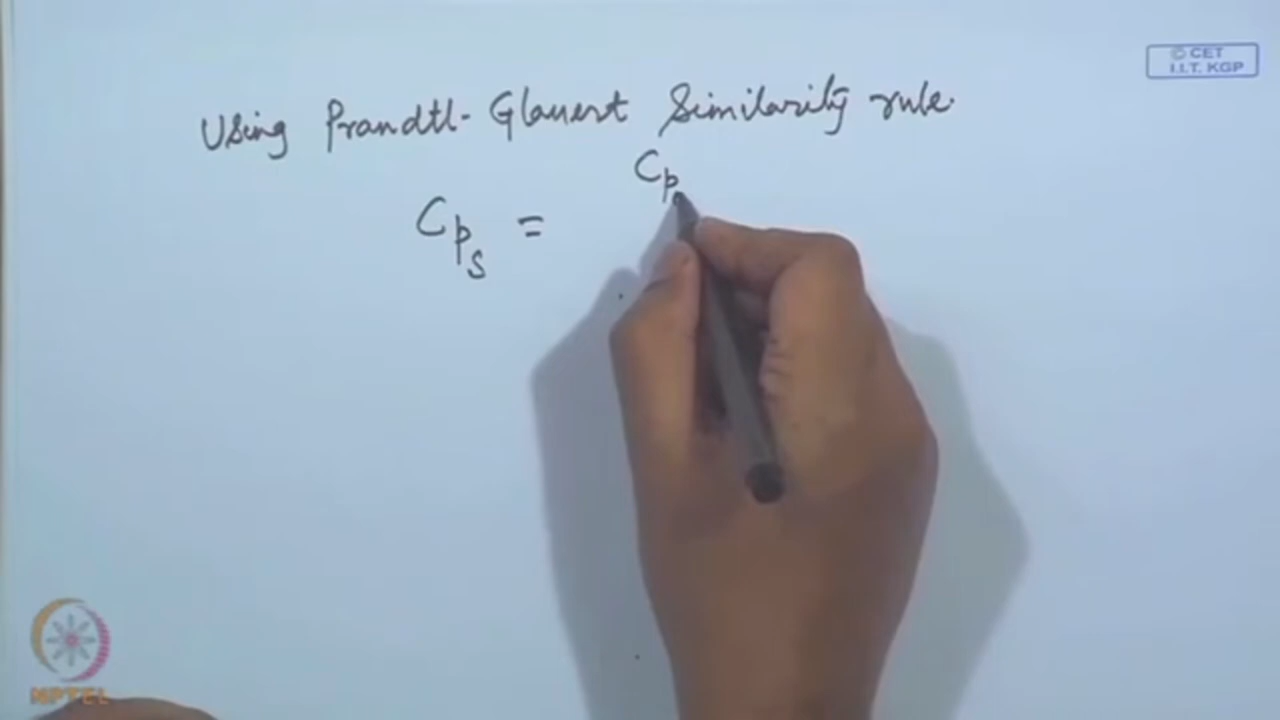 © CET
I.I.T. KGP
Using Prandtl-Glauert Similarity rule.
Cp
Cps =
NPTEL